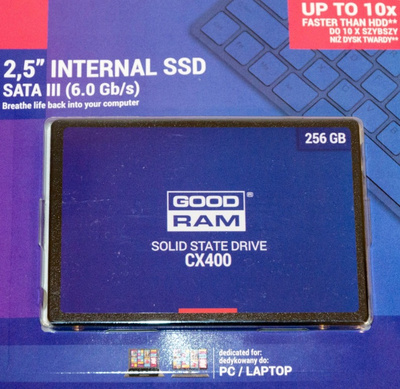 UP TO 10x
FASTER THAN HDD**
DO 10 X SZYBSZY
NIŻ DYSK TWARDY**
2,5" INTERNAL SSD
SATA III (6.0 Gb/s)
Breathe life back into your computer
256 GB
GOOD®
RAM
SOLID STATE DRIVE
CX400
dedicated for:
dedykowany do:
PC / LAPTOP